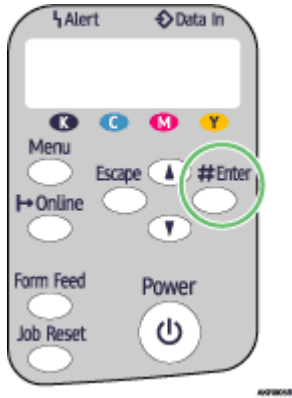 Alert Data In
K C M Y
Menu
Escape #Enter
Online
Form Feed Power
Job Reset